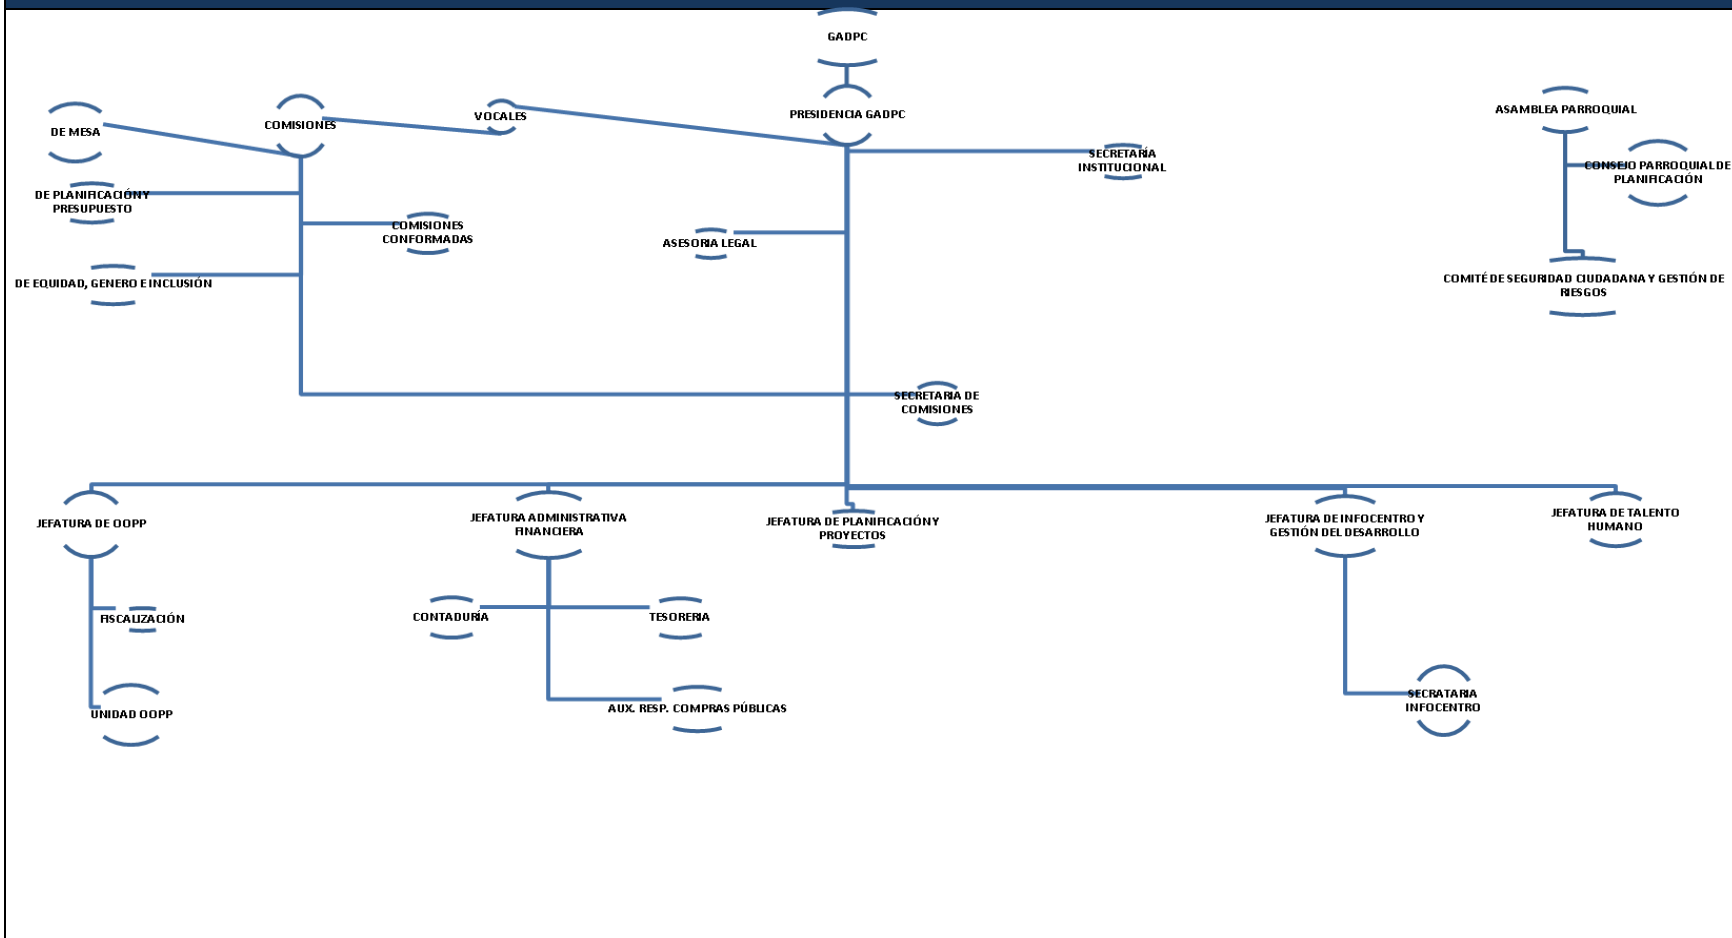 GADPC
PRESIDENCIA GADPC
VOCALES
COMISIONES
DE MESA
DE PLANIFICACIÓN Y
PRESUPUESTO
COMISIONES
CONFORMADAS
DE EQUIDAD, GENERO E INCLUSIÓN
SECRETARÍA
INSTITUCIONAL
ASESORIA LEGAL
SECRETARIA DE
COMISIONES
ASAMBLEA PARROQUIAL
CONSEJO PARROQUIAL DE
PLANIFICACIÓN
COMITÉ DE SEGURIDAD CIUDADANA Y GESTIÓN DE
RIESGOS
JEFATURA DE OOPP
FISCALIZACIÓN
UNIDAD OOPP
JEFATURA ADMINISTRATIVA
FINANCIERA
CONTADURÍA
TESORERIA
AUX. RESP. COMPRAS PÚBLICAS
JEFATURA DE PLANIFICACIÓN Y
PROYECTOS
JEFATURA DE INFOCENTRO Y
GESTIÓN DEL DESARROLLO
SECRATARIA
INFOCENTRO
JEFATURA DE TALENTO
HUMANO